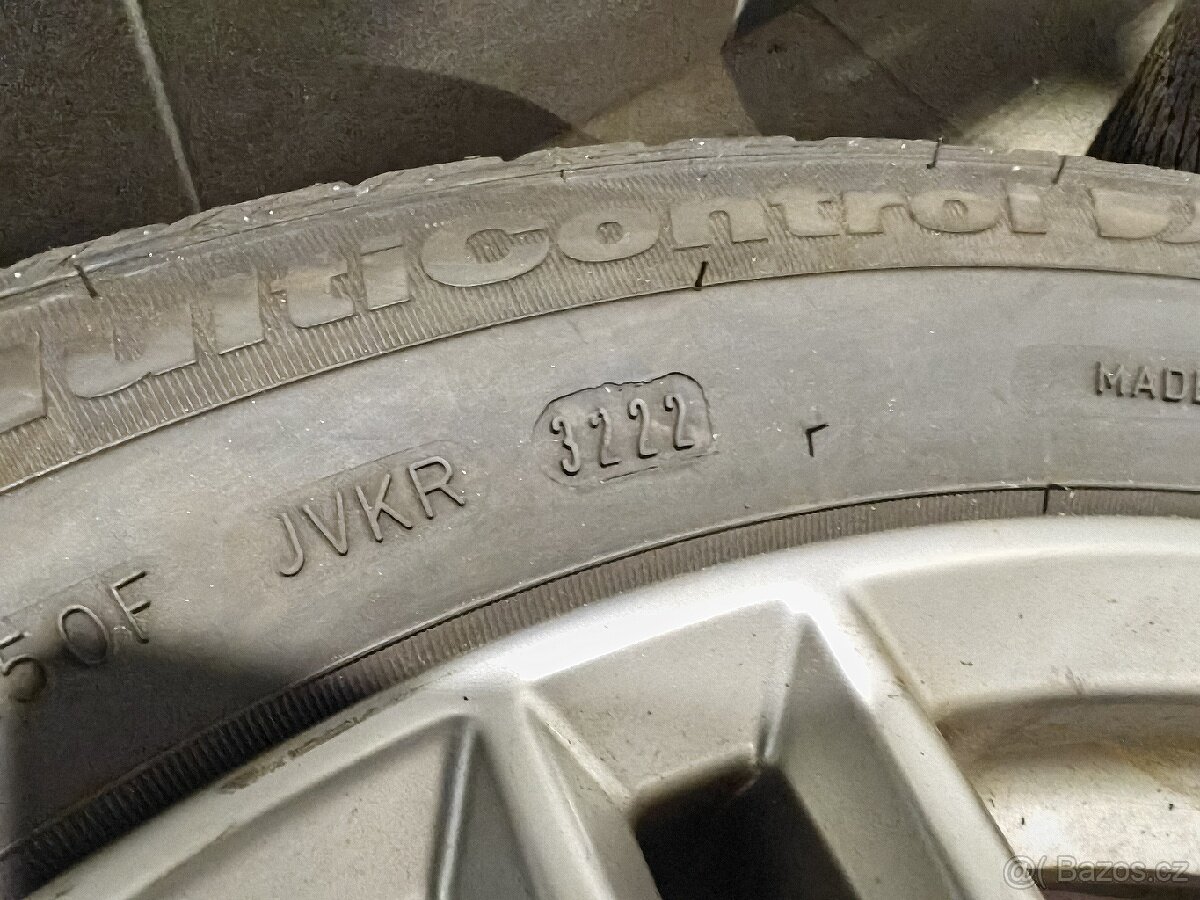 ultiControl
3222
MADE
JVKR
50F
@( Bazos.cz